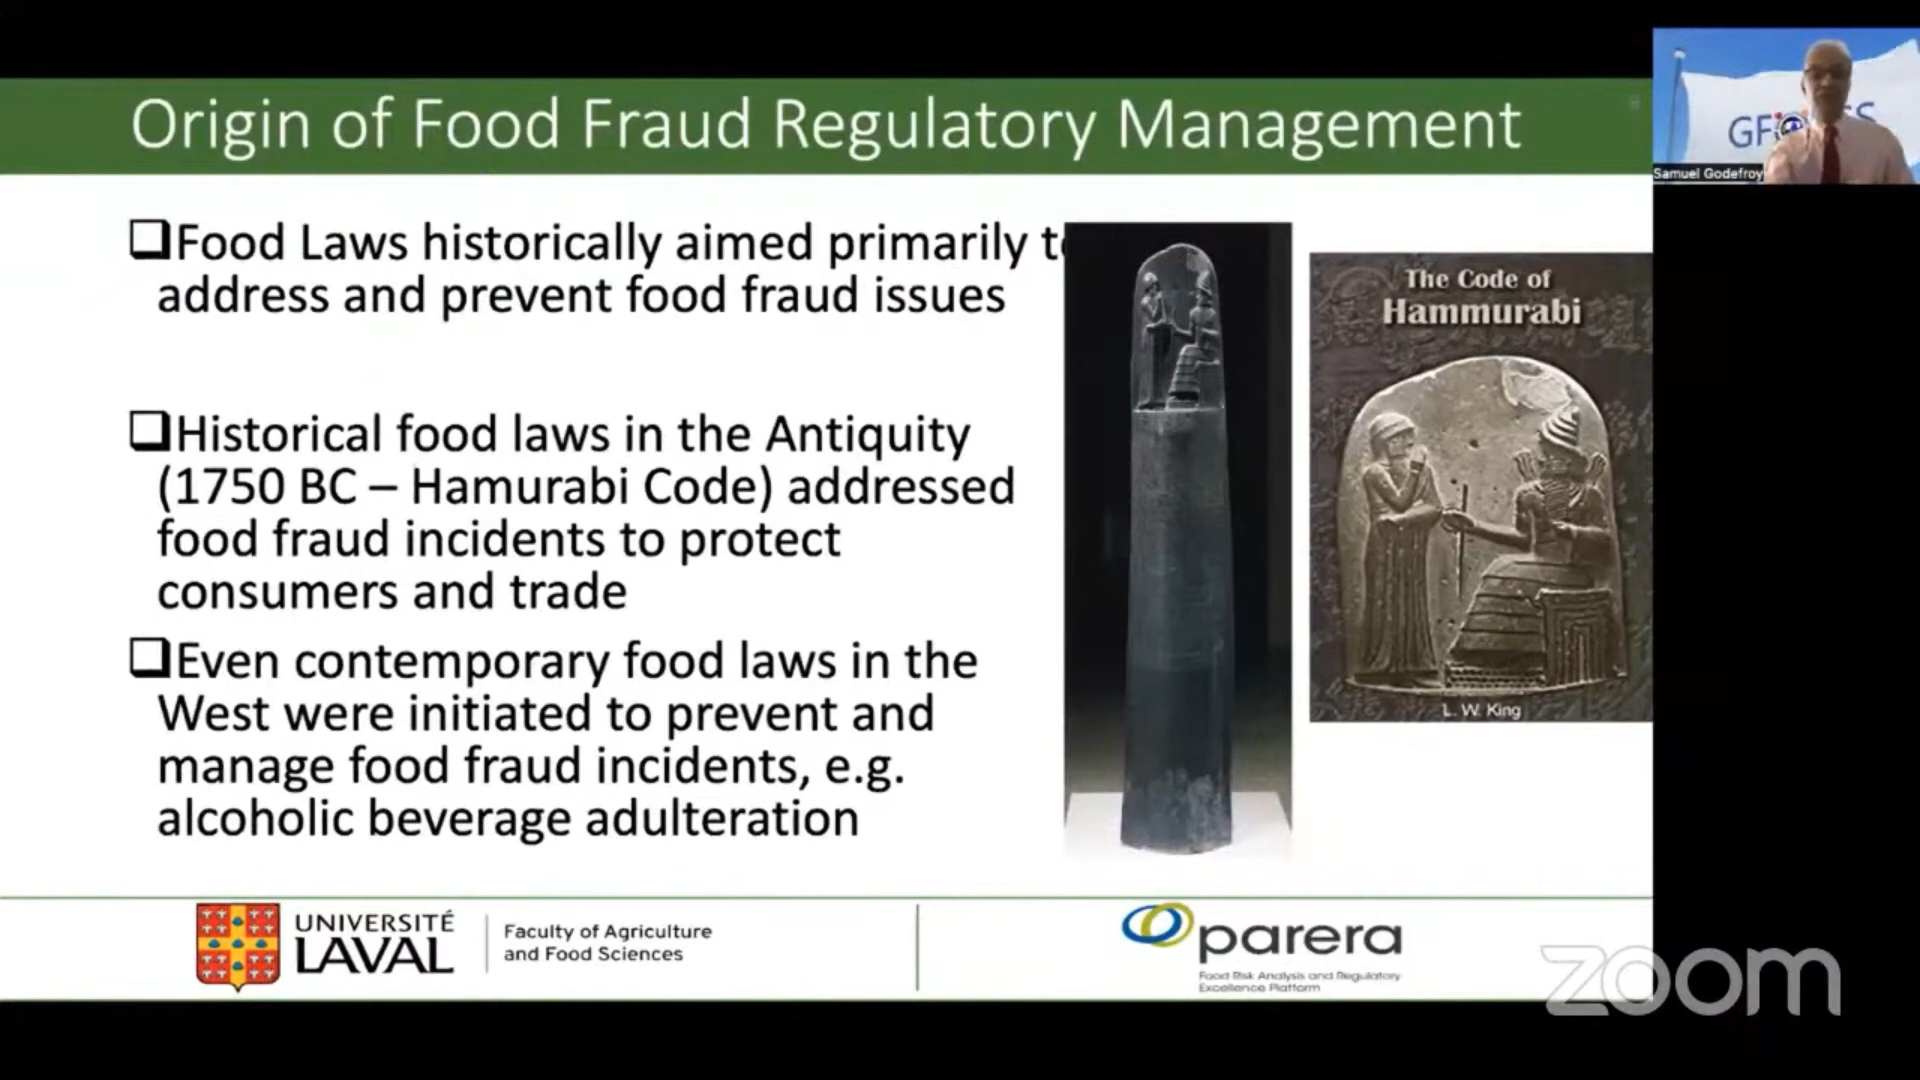 Origin of Food Fraud Regulatory Management
Samuel Godefroy
❑Food Laws historically aimed primarily to
address and prevent food fraud issues
❑Historical food laws in the Antiquity
(1750 BC – Hamurabi Code) addressed
food fraud incidents to protect
consumers and trade
❑Even contemporary food laws in the
West were initiated to prevent and
manage food fraud incidents, e.g.
alcoholic beverage adulteration
The Code of
Hammurabi
L. W. King
UNIVERSITÉ
LAVAL
Faculty of Agriculture
and Food Sciences
parera
Food Risk Analysis and Regulatory
Excellence Platform
zoom